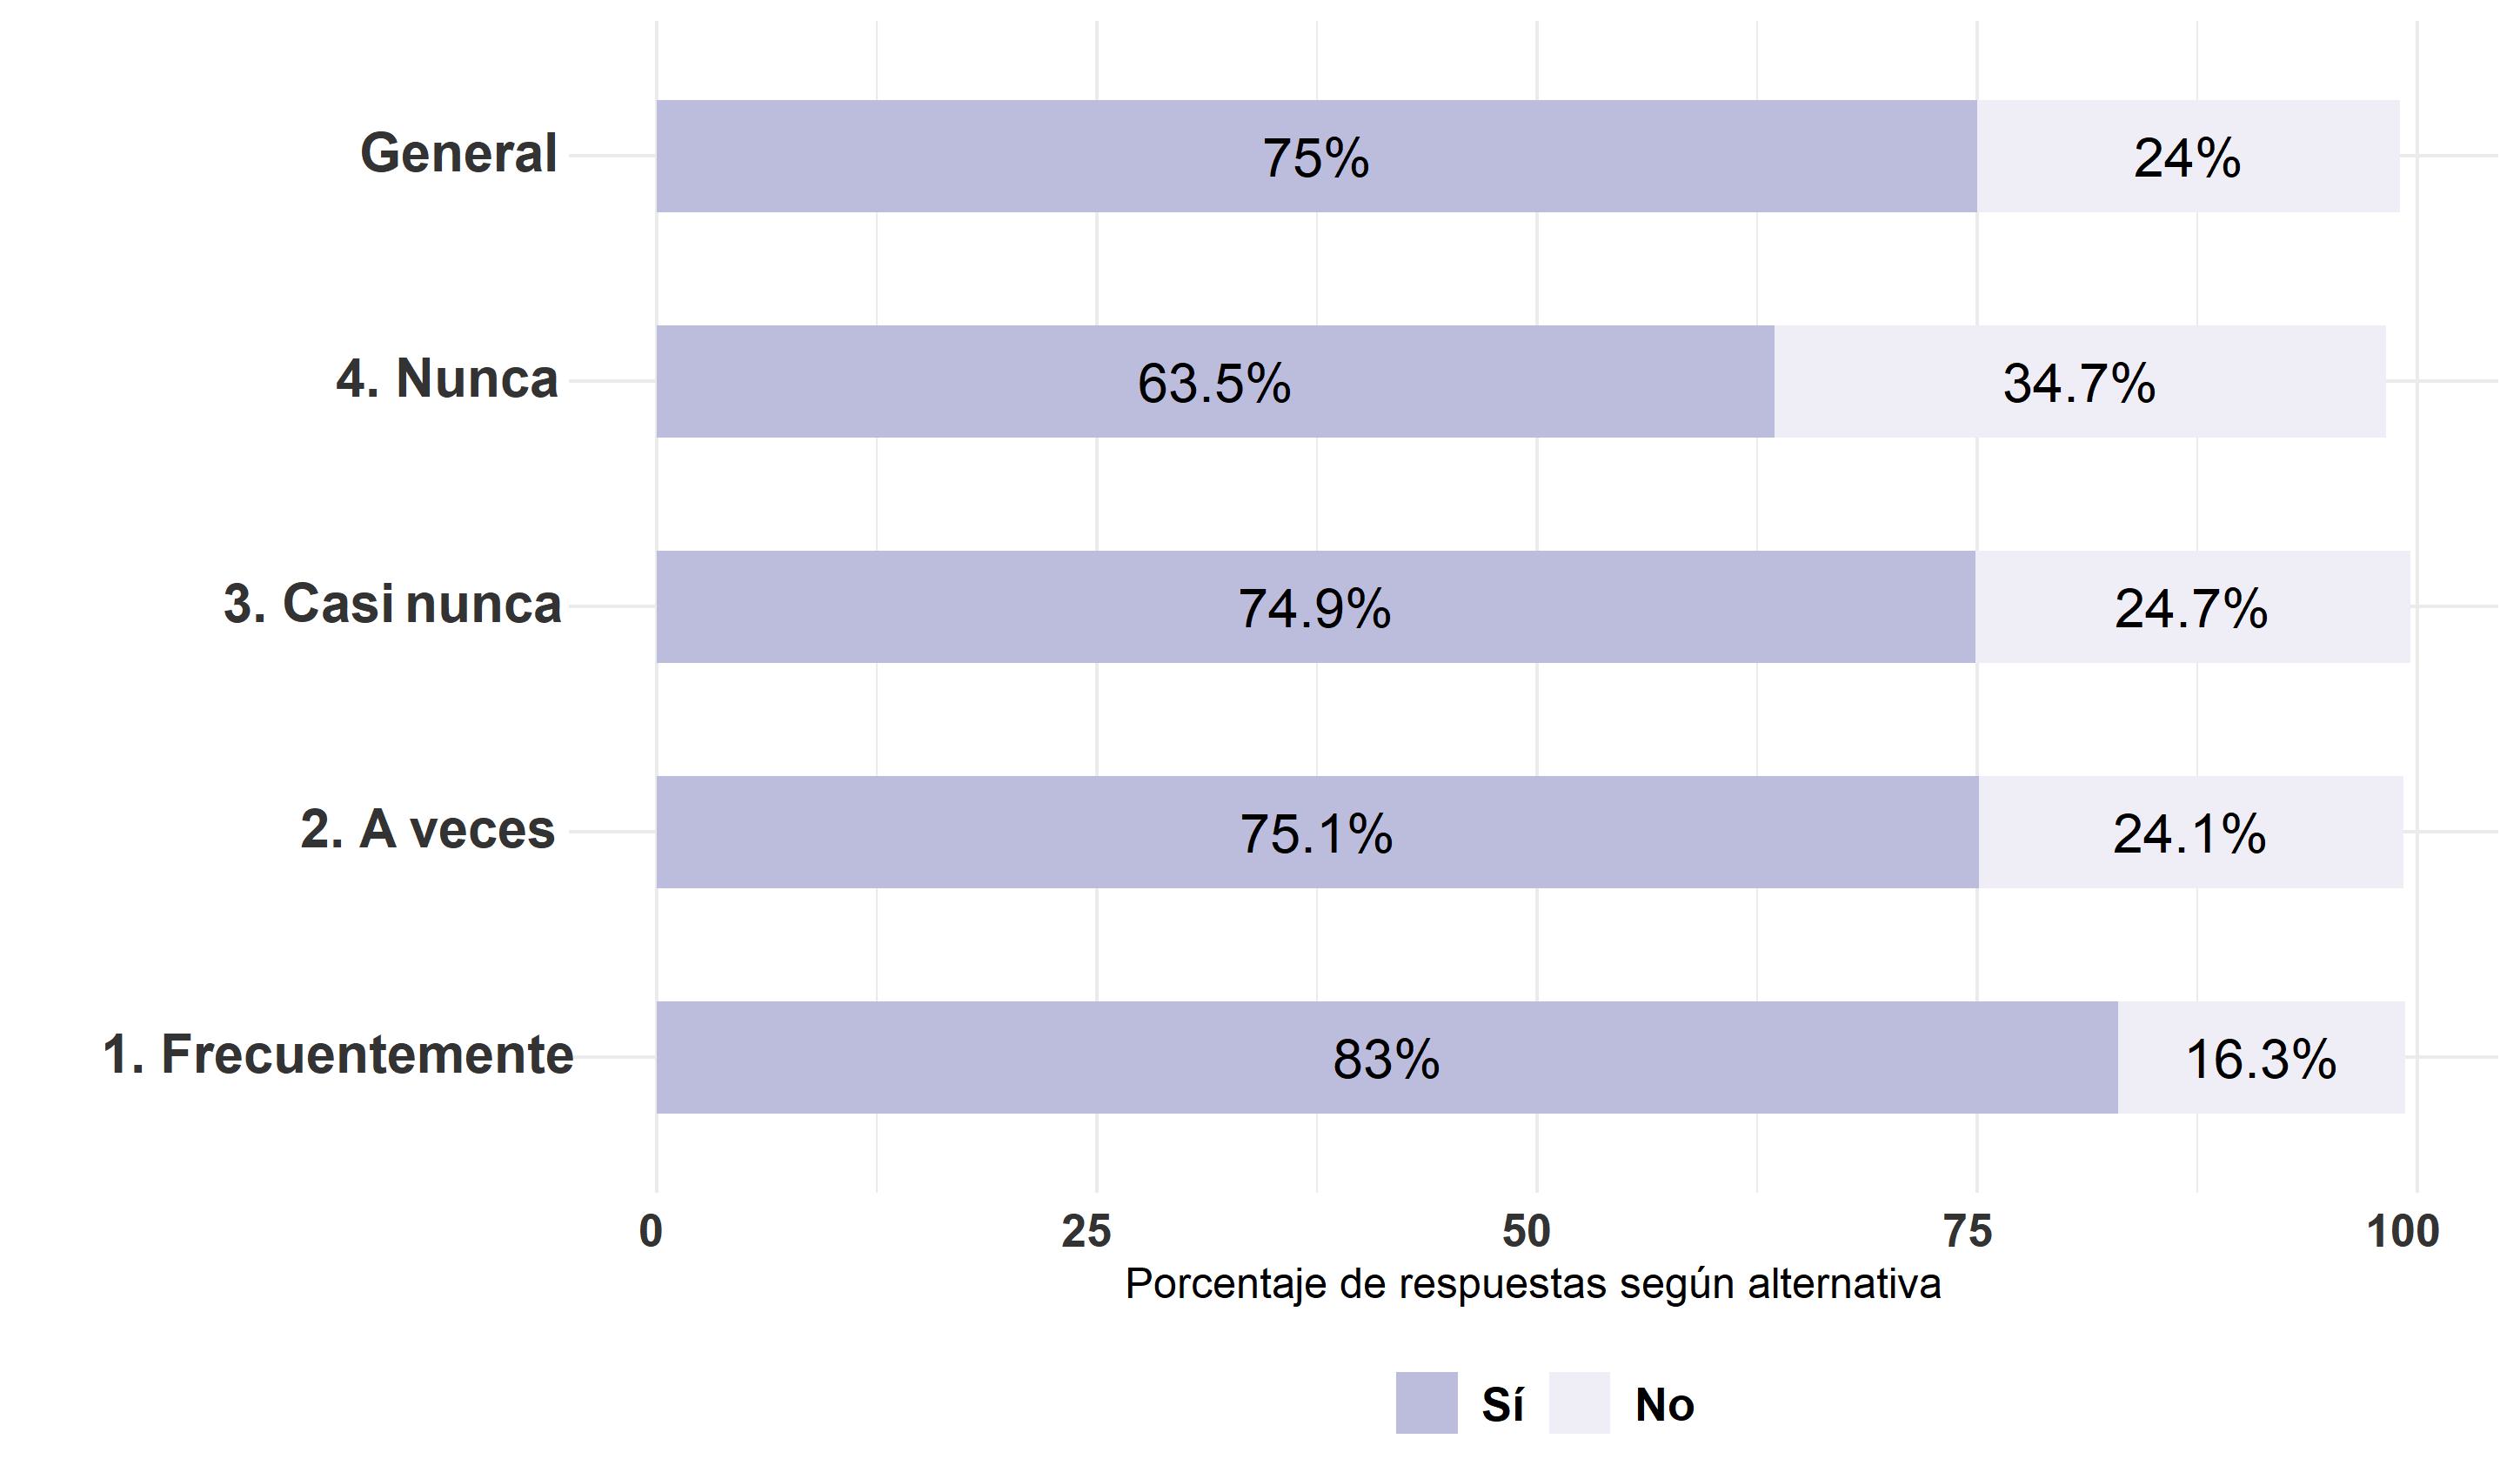 General 75% 24%
4. Nunca 63.5% 34.7%
3. Casi nunca 74.9% 24.7%
2. A veces 75.1% 24.1%
1. Frecuentemente 83% 16.3%
0 25 50 75 100
Porcentaje de respuestas según alternativa
Sí No